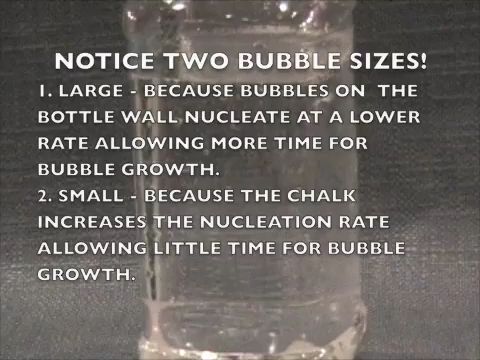 NOTICE TWO BUBBLE SIZES!
1. LARGE - BECAUSE BUBBLES ON THE
BOTTLE WALL NUCLEATE AT A LOWER
RATE ALLOWING MORE TIME FOR
BUBBLE GROWTH.
2. SMALL - BECAUSE THE CHALK
INCREASES THE NUCLEATION RATE
ALLOWING LITTLE TIME FOR BUBBLE
GROWTH.